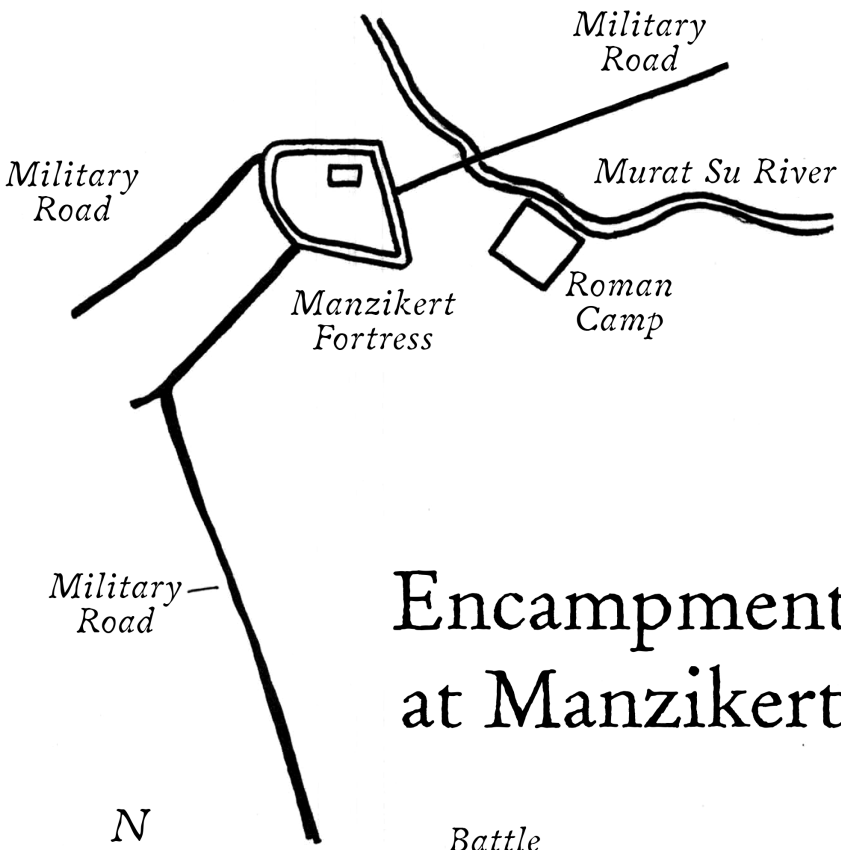 Military
Road
Military
Road
Murat Su River
Roman
Camp
Manzikert
Fortress
Military
Road
Encampment
at Manzikert
N
Battle